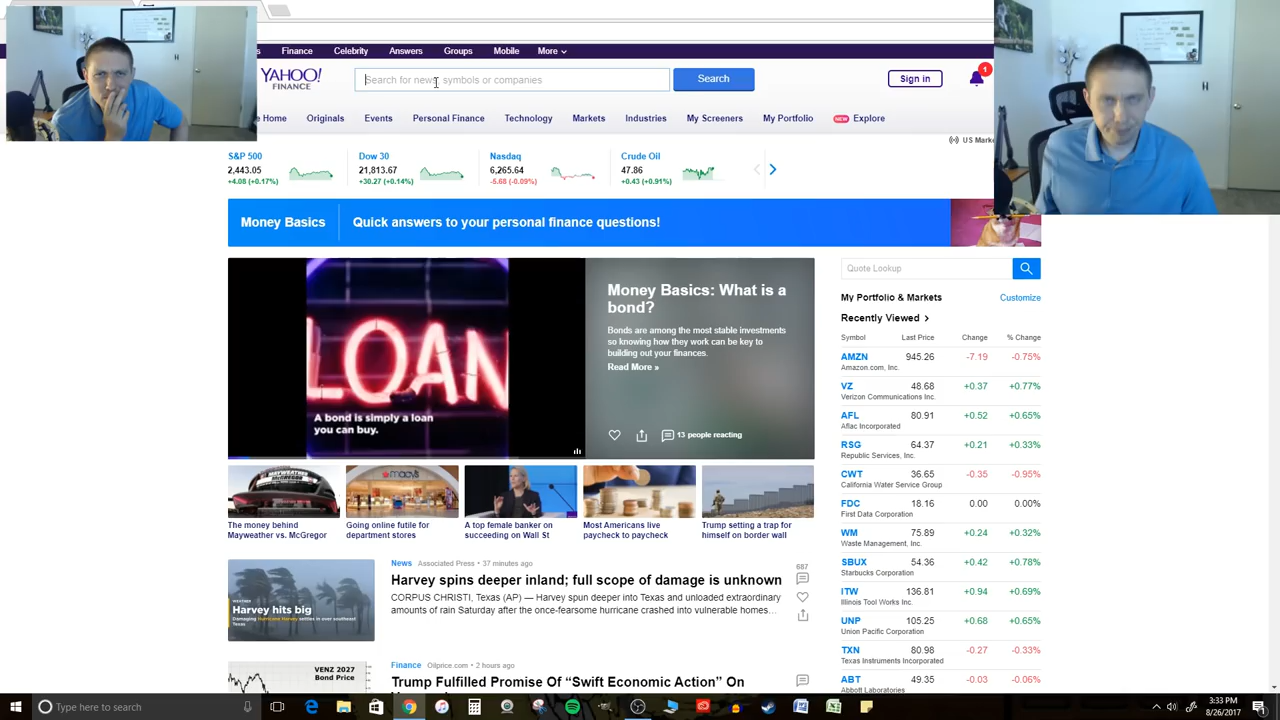 Finance Celebrity Answers Groups Mobile More
YAHOO!
FINANCE
Search for news, symbols or companies
Search
Sign in
1
Home Originals Events Personal Finance Technology Markets Industries My Screeners My Portfolio NEW Explore
US
S&P 500
2,443.05
+4.08 (+0.17%)
Dow 30
21,813.67
+30.27 (+0.14%)
Nasdaq
6,265.64
-5.68 (-0.09%)
Crude Oil
47.86
+0.43 (+0.91%)
Money Basics
Quick answers to your personal finance questions!
LOAN
A bond is simply a loan
you can buy.
Money Basics: What is a
bond?
Bonds are among the most stable investments
so knowing how they work can be key to
building out your finances.
Read More »
13 people reacting
Quote Lookup
My Portfolio & Markets Customize
Recently Viewed
Symbol Last Price Change % Change
AMZN 945.26 -7.19 -0.75%
Amazon.com, Inc.
VZ 48.68 +0.37 +0.77%
Verizon Communications Inc.
AFL 80.91 +0.52 +0.65%
Aflac Incorporated
RSG 64.37 +0.21 +0.33%
Republic Services, Inc.
CWT 36.65 -0.35 -0.95%
California Water Service Group
FDC 18.16 0.00 0.00%
First Data Corporation
WM 75.89 +0.24 +0.32%
Waste Management, Inc.
SBUX 54.36 +0.42 +0.78%
Starbucks Corporation
ITW 136.81 +0.94 +0.69%
Illinois Tool Works Inc.
UNP 105.25 +0.68 +0.65%
Union Pacific Corporation
TXN 80.98 -0.27 -0.33%
Texas Instruments Incorporated
ABT 49.35 -0.03 -0.06%
Abbott Laboratories
MAYWEATHER
McGREGOR
macy's
The money behind
Mayweather vs. McGregor
Going online futile for
department stores
A top female banker on
succeeding on Wall St
Most Americans live
paycheck to paycheck
Trump setting a trap for
himself on border wall
WEATHER
Harvey hits big
Damaging Hurricane Harvey settles in over southeast
Texas
News Associated Press • 37 minutes ago
Harvey spins deeper inland; full scope of damage is unknown
CORPUS CHRISTI, Texas (AP) — Harvey spun deeper into Texas and unloaded extraordinary
amounts of rain Saturday after the once-fearsome hurricane crashed into vulnerable homes…
687
VENZ 2027
Bond Price
Finance Oilprice.com • 2 hours ago
Trump Fulfilled Promise Of “Swift Economic Action” On
Type here to search
3:33 PM
8/26/2017